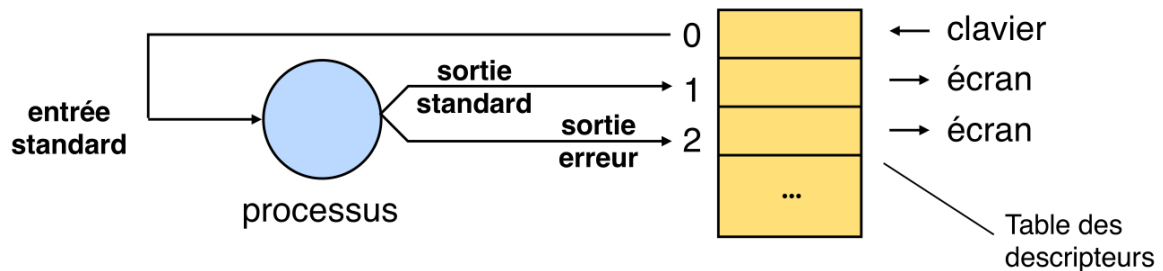 0
clavier
sortie
standard
1
écran
entrée
standard
sortie
erreur
2
écran
processus
...
Table des
descripteurs